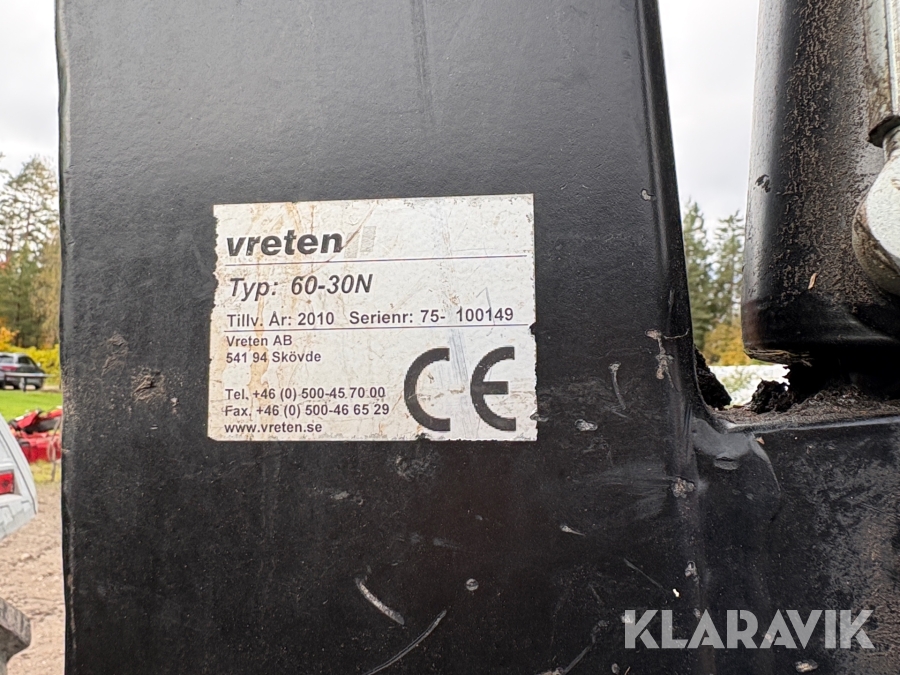 vreten
Typ: 60-30N
Tillv. År: 2010 Serienr: 75- 100149
Vreten AB
541 94 Skövde
Tel. +46 (0) 500-45 70 00
Fax. +46 (0) 500-46 65 29
www.vreten.se
CE
KLARAVIK